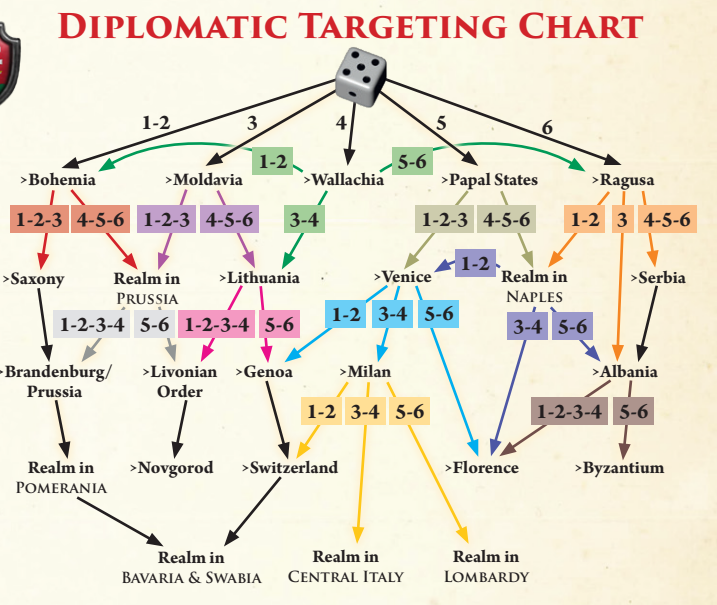 DIPLOMATIC TARGETING CHART
1-2
3
4
5
6
1-2
5-6
>Bohemia
>Moldavia
>Wallachia
>Papal States
>Ragusa
1-2-3
4-5-6
1-2-3
4-5-6
3-4
1-2-3
4-5-6
1-2
3
4-5-6
1-2
>Saxony
Realm in
PRUSSIA
>Lithuania
>Venice
Realm in
NAPLES
>Serbia
1-2-3-4
5-6
1-2-3-4
5-6
1-2
3-4
5-6
3-4
5-6
>Brandenburg/
Prussia
>Livonian
Order
>Genoa
>Milan
>Albania
1-2
3-4
5-6
1-2-3-4
5-6
Realm in
POMERANIA
>Novgorod
>Switzerland
>Florence
>Byzantium
Realm in
BAVARIA & SWABIA
Realm in
CENTRAL ITALY
Realm in
LOMBARDY